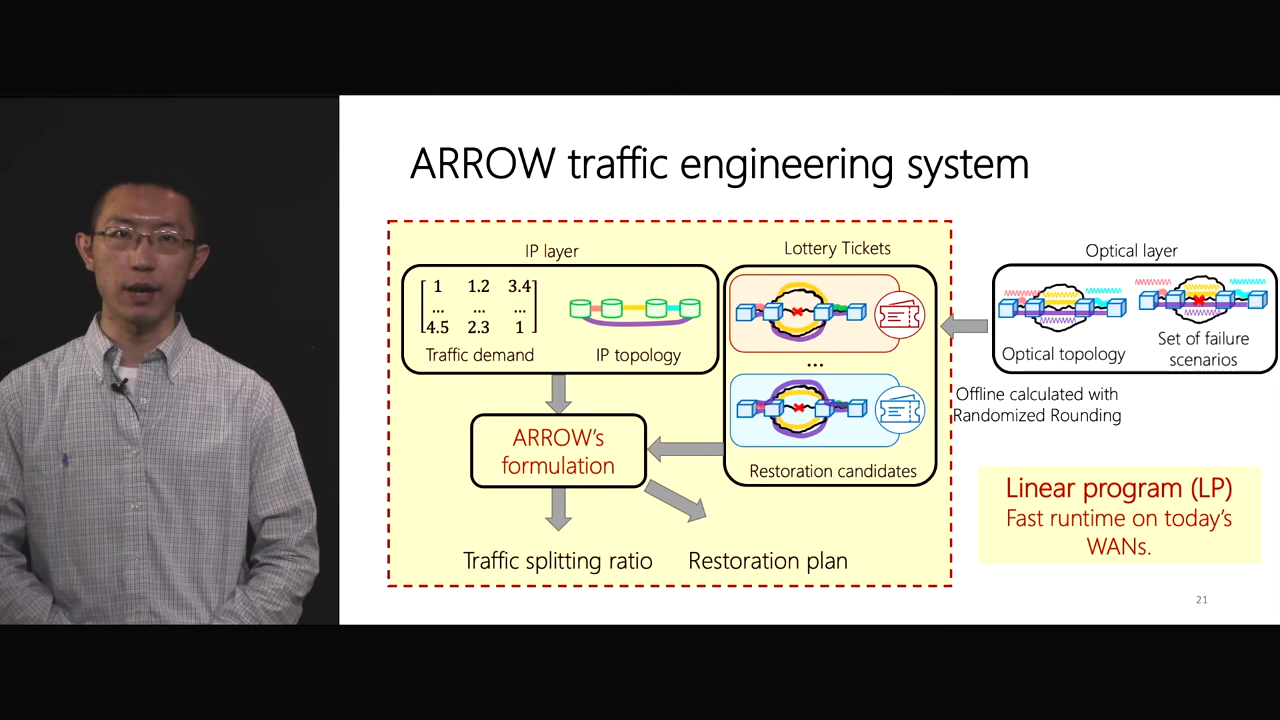 ARROW traffic engineering system
IP layer
Lottery Tickets
Optical layer
1 1.2 3.4
... ... ...
4.5 2.3 1
Traffic demand
IP topology
...
Optical topology
Set of failure
scenarios
Offline calculated with
Randomized Rounding
ARROW's
formulation
Restoration candidates
Linear program (LP)
Fast runtime on today's
WANs.
Traffic splitting ratio
Restoration plan
21